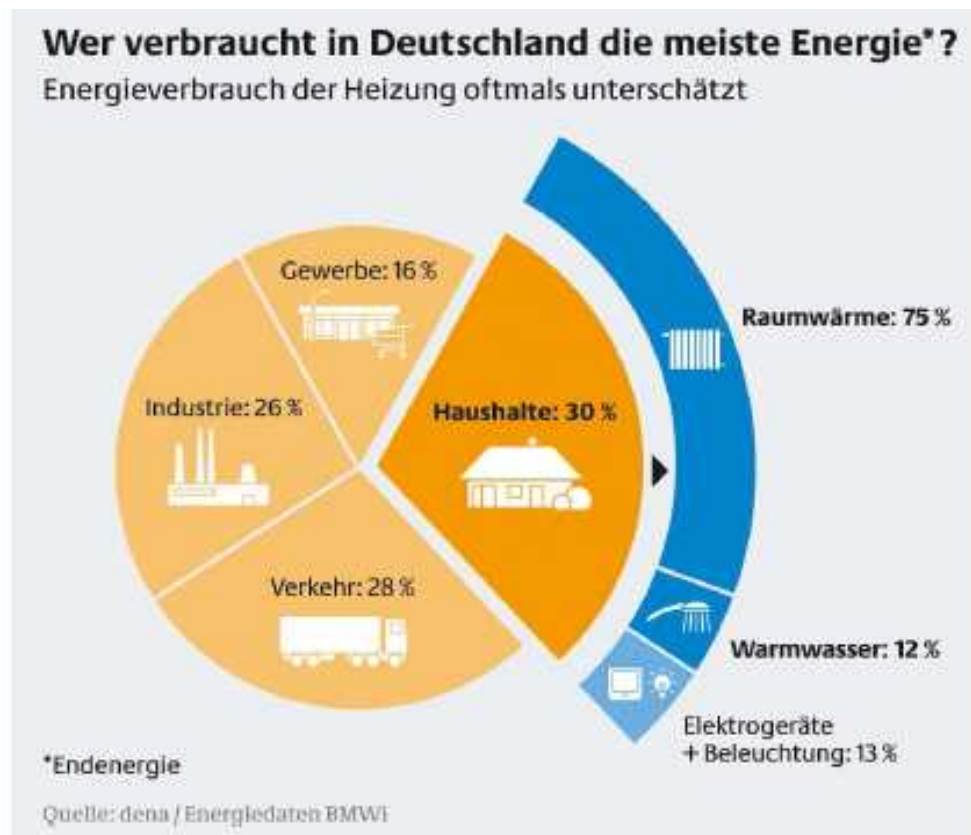 Wer verbraucht in Deutschland die meiste Energie*?
Energieverbrauch der Heizung oftmals unterschätzt
Gewerbe: 16 %
Raumwärme: 75 %
Industrie: 26 %
Haushalte: 30 %
Verkehr: 28 %
Warmwasser: 12 %
Elektrogeräte
+ Beleuchtung: 13 %
*Endenergie
Quelle: dena / Energiedaten BMWi